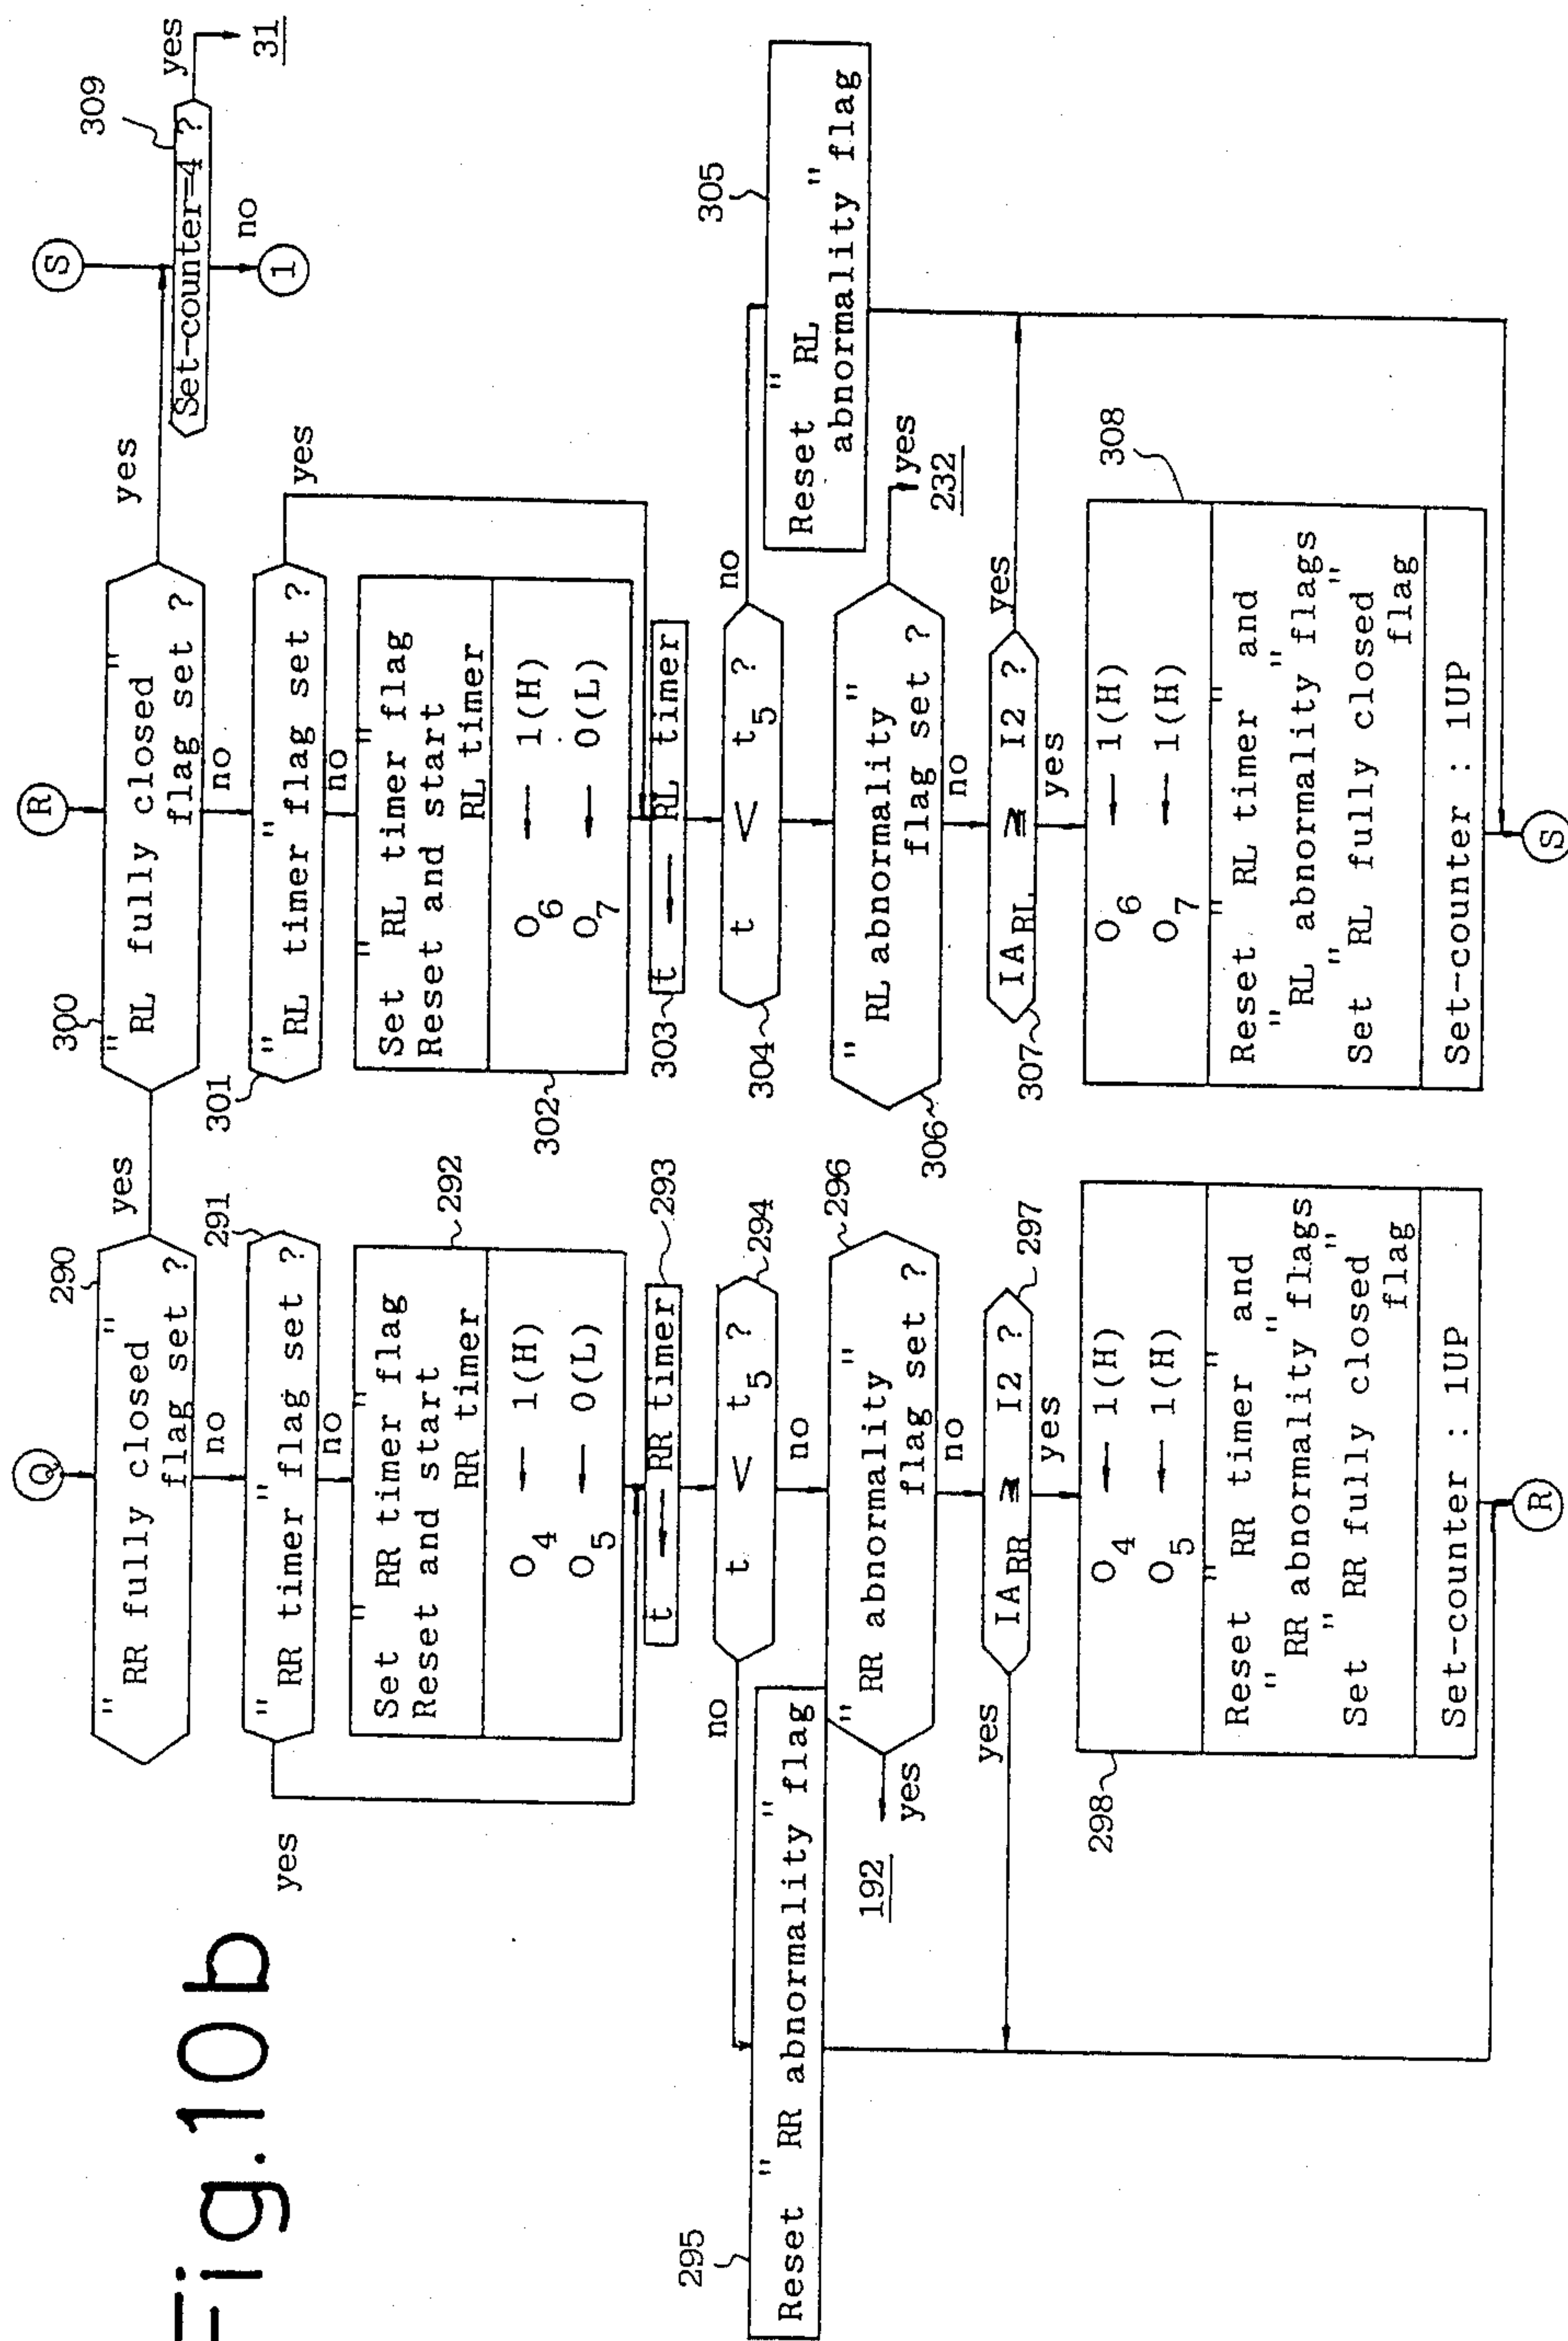 Fig.10b
Q
290
"RR fully closed"
flag set ?
yes
no
291
"RR timer" flag set ?
yes
no
292
Set "RR timer" flag
Reset and start
RR timer
O4 ← 1(H)
O5 ← 0(L)
293
t ← RR timer
294
t < t5 ?
no
no
295
Reset "RR abnormality" flag
296
"RR abnormality"
flag set ?
yes
192
no
297
IARR ≧ I2 ?
yes
yes
298
O4 ← 1(H)
O5 ← 1(H)
Reset "RR timer" and
"RR abnormality" flags
Set "RR fully closed"
flag
Set-counter : 1UP
R
R
300
"RL fully closed"
flag set ?
yes
no
301
"RL timer" flag set ?
yes
no
302
Set "RL timer" flag
Reset and start
RL timer
O6 ← 1(H)
O7 ← 0(L)
303
t ← RL timer
304
t < t5 ?
no
305
Reset "RL
abnormality" flag
306
"RL abnormality"
flag set ?
yes
232
no
307
IARL ≧ I2 ?
yes
yes
308
O6 ← 1(H)
O7 ← 1(H)
Reset "RL timer" and
"RL abnormality" flags
Set "RL fully closed"
flag
Set-counter : 1UP
S
S
309
Set-counter=4 ?
yes
31
no
1